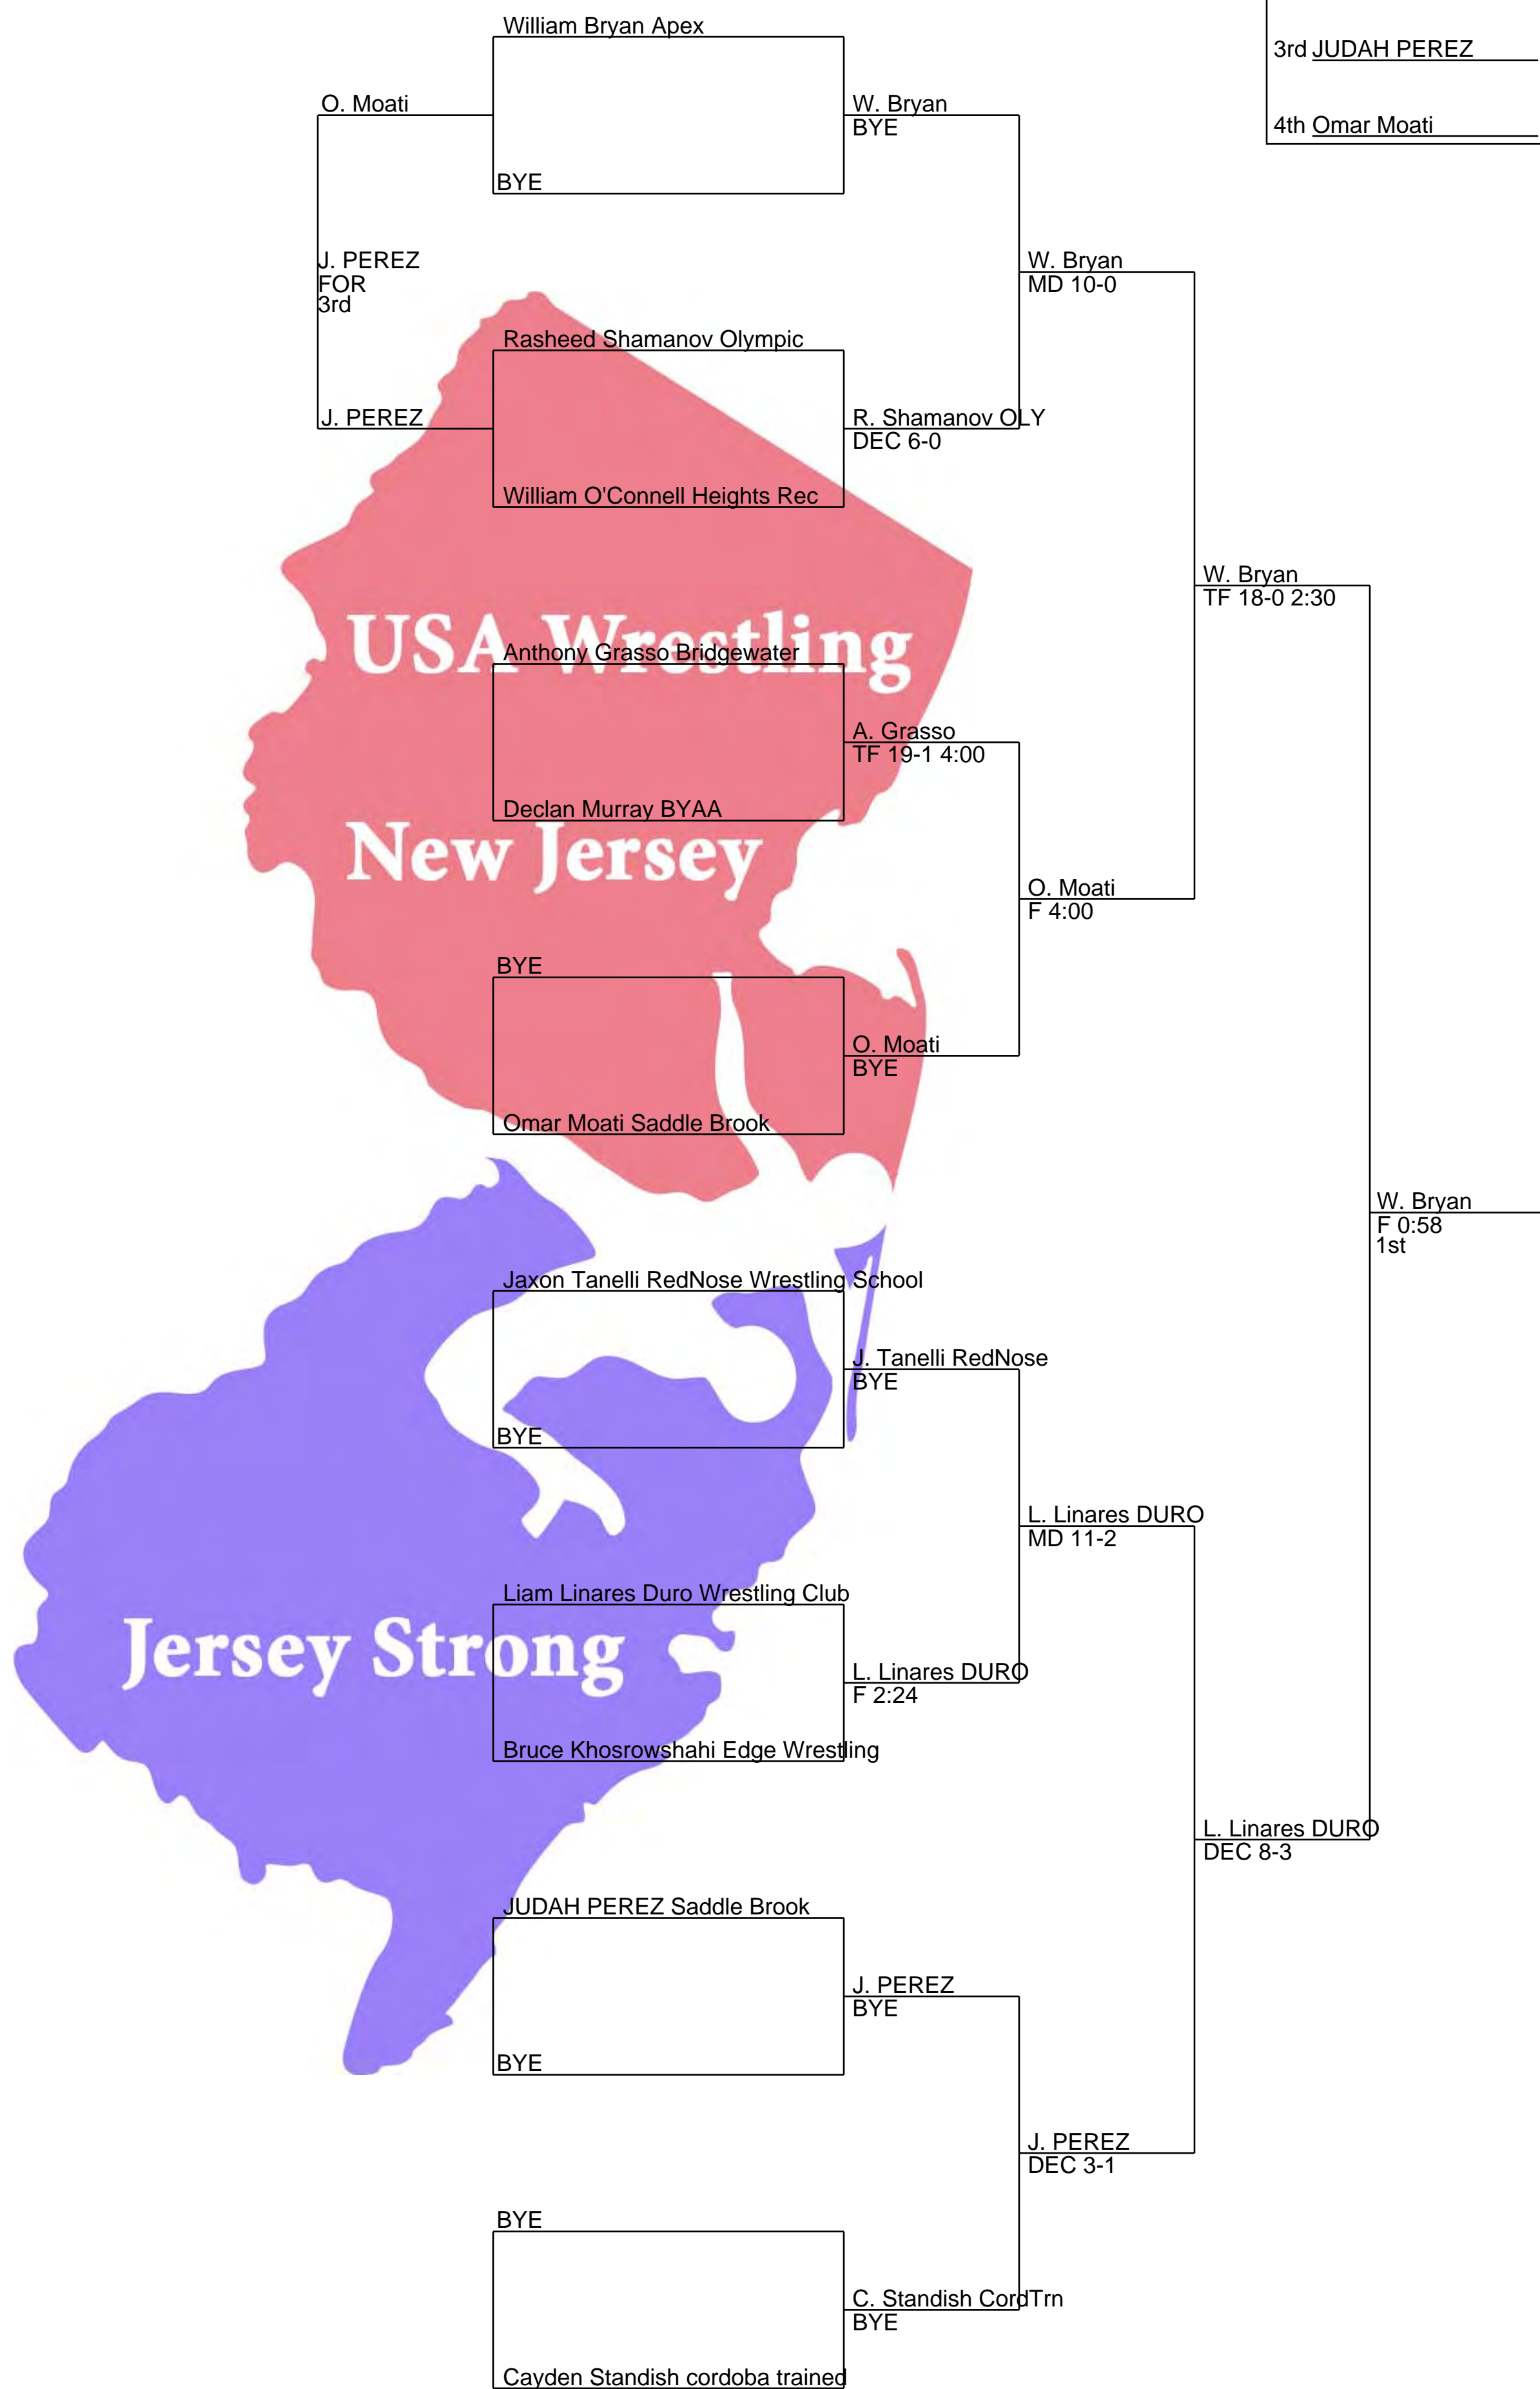 William Bryan Apex
3rd JUDAH PEREZ
O. Moati
W. Bryan
BYE
4th Omar Moati
BYE
J. PEREZ
FOR
3rd
W. Bryan
MD 10-0
Rasheed Shamanov Olympic
J. PEREZ
R. Shamanov OLY
DEC 6-0
William O'Connell Heights Rec
W. Bryan
TF 18-0 2:30
USA Wrestling
Anthony Grasso Bridgewater
A. Grasso
TF 19-1 4:00
Declan Murray BYAA
New Jersey
O. Moati
F 4:00
BYE
O. Moati
BYE
Omar Moati Saddle Brook
W. Bryan
F 0:58
1st
Jaxon Tanelli RedNose Wrestling School
J. Tanelli RedNose
BYE
BYE
L. Linares DURO
MD 11-2
Liam Linares Duro Wrestling Club
Jersey Strong
L. Linares DURO
F 2:24
Bruce Khosrowshahi Edge Wrestling
L. Linares DURO
DEC 8-3
JUDAH PEREZ Saddle Brook
J. PEREZ
BYE
BYE
J. PEREZ
DEC 3-1
BYE
C. Standish CordTrn
BYE
Cayden Standish cordoba trained